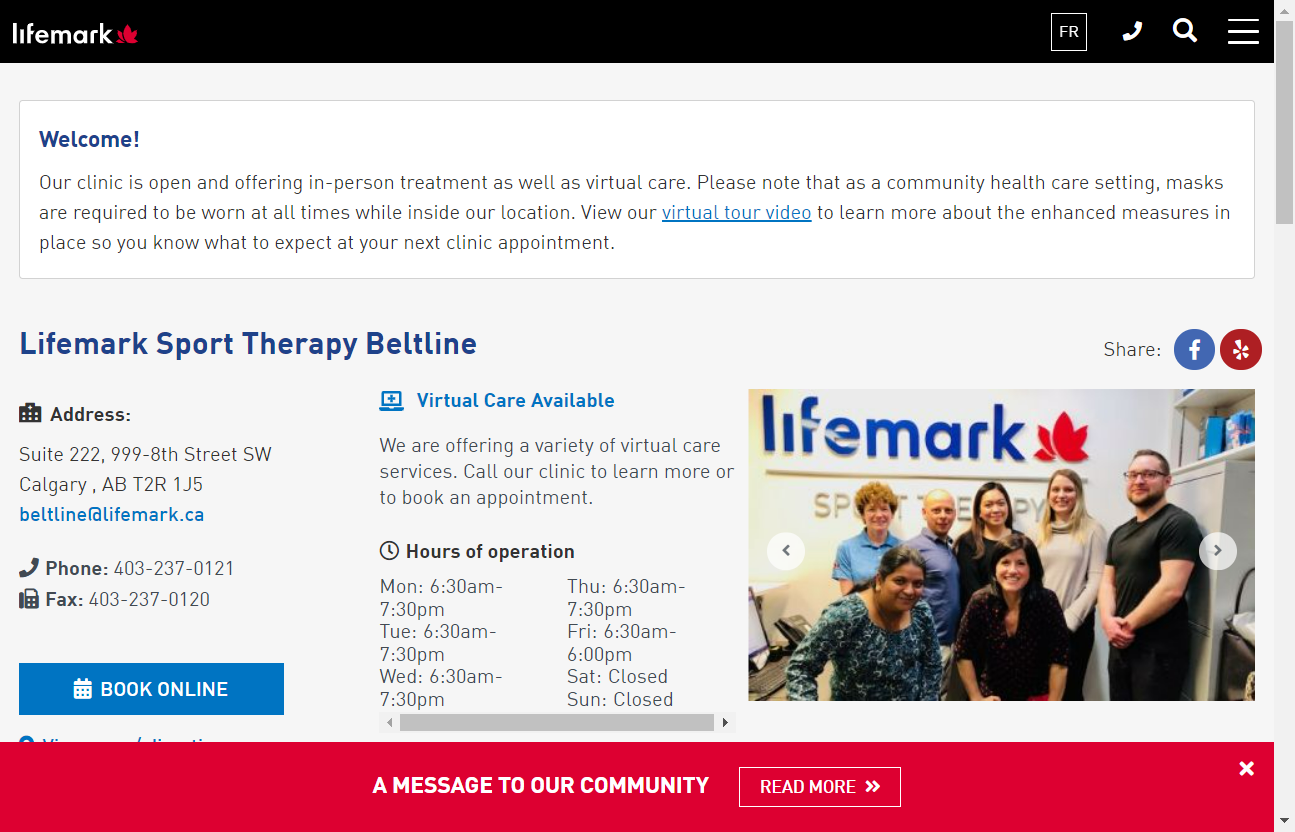 lifemark
FR
Welcome!
Our clinic is open and offering in-person treatment as well as virtual care. Please note that as a community health care setting, masks
are required to be worn at all times while inside our location. View our virtual tour video to learn more about the enhanced measures in
place so you know what to expect at your next clinic appointment.
Lifemark Sport Therapy Beltline
Share:
Address:
Suite 222, 999-8th Street SW
Calgary , AB T2R 1J5
beltline@lifemark.ca
Phone: 403-237-0121
Fax: 403-237-0120
BOOK ONLINE
Virtual Care Available
We are offering a variety of virtual care
services. Call our clinic to learn more or
to book an appointment.
Hours of operation
Mon: 6:30am-
7:30pm
Tue: 6:30am-
7:30pm
Wed: 6:30am-
7:30pm
Thu: 6:30am-
7:30pm
Fri: 6:30am-
6:00pm
Sat: Closed
Sun: Closed
lifemark
SPORT THERAPY
A MESSAGE TO OUR COMMUNITY
READ MORE